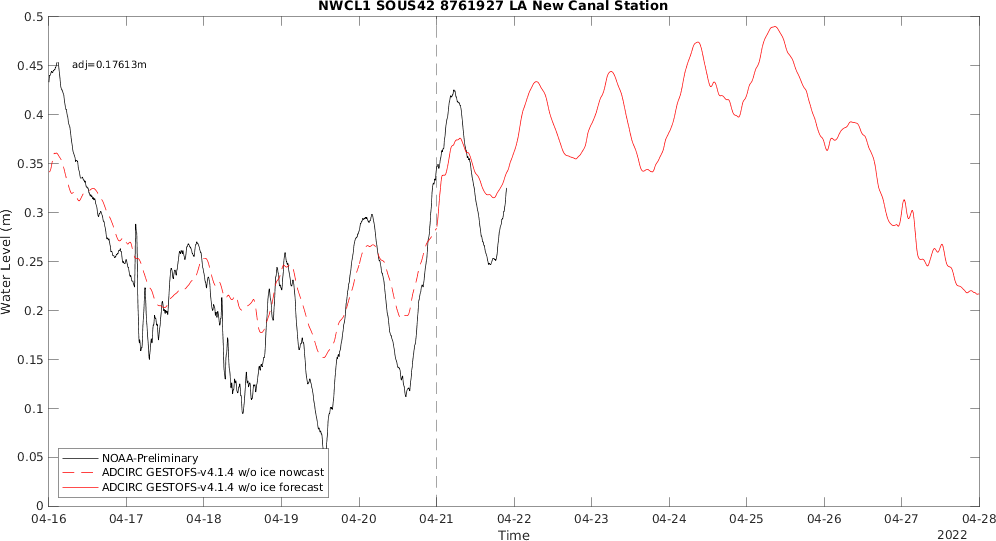 NWCL1 SOUS42 8761927 LA New Canal Station
0.5
0.45
0.4
0.35
0.3
0.25
0.2
0.15
0.1
0.05
0
Water Level (m)
adj=0.17613m
NOAA-Preliminary
ADCIRC GESTOFS-v4.1.4 w/o ice nowcast
ADCIRC GESTOFS-v4.1.4 w/o ice forecast
04-16 04-17 04-18 04-19 04-20 04-21 04-22 04-23 04-24 04-25 04-26 04-27 04-28
Time
2022